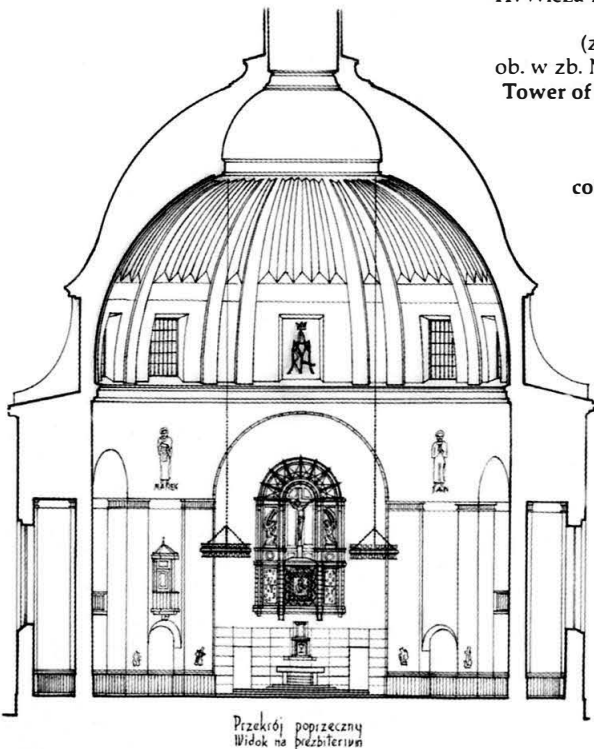 (z
ob. w zb.
Tower of
co
MAREK
JAN
Przekrój poprzeczny
Widok na prezbiterium